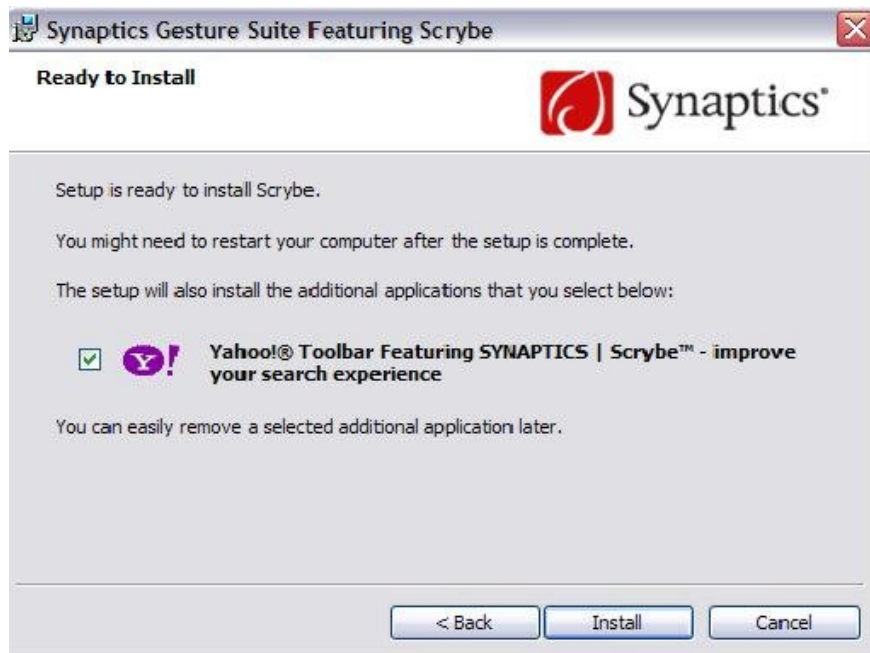 Synaptics Gesture Suite Featuring Scrybe
Ready to Install
Synaptics
Setup is ready to install Scrybe.
You might need to restart your computer after the setup is complete.
The setup will also install the additional applications that you select below:
Y! Yahoo!® Toolbar Featuring SYNAPTICS | Scrybe™ - improve
your search experience
You can easily remove a selected additional application later.
< Back Install Cancel